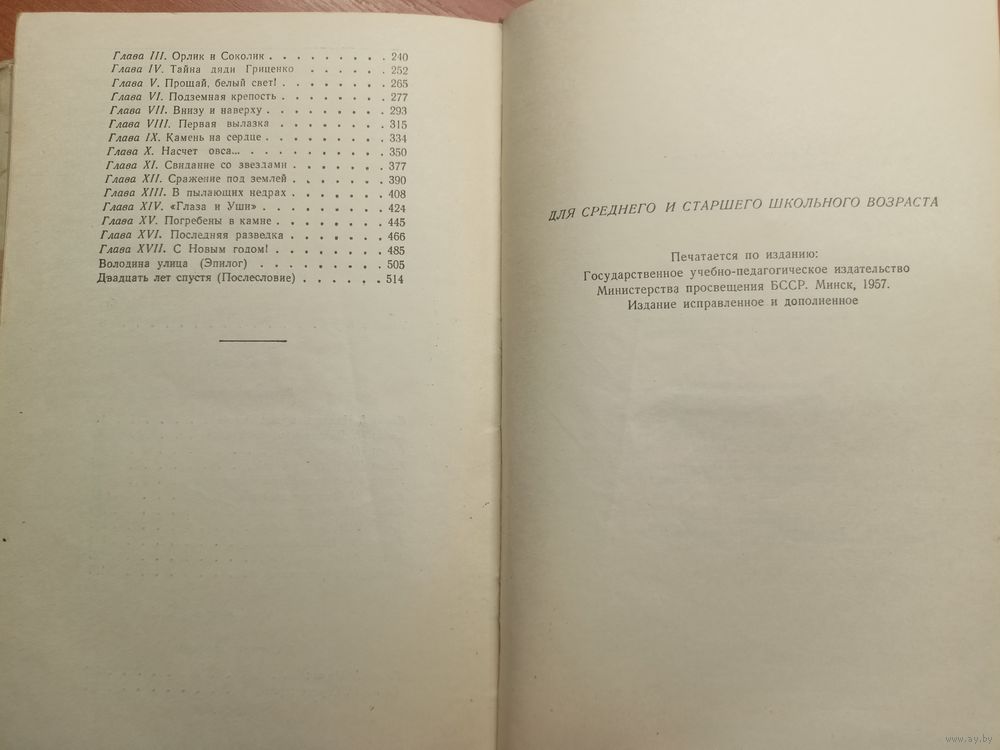 Глава III. Орлик и Соколик . . . . . . . . . 240
Глава IV. Тайна дяди Гриценко . . . . . . 252
Глава V. Прощай, белый свет! . . . . . . . . 265
Глава VI. Подземная крепость . . . . . . . . 277
Глава VII. Внизу и наверху . . . . . . . . . 293
Глава VIII. Первая вылазка . . . . . . . . . 315
Глава IX. Камень на сердце . . . . . . . . . 334
Глава X. Насчет овса... . . . . . . . . . . 350
Глава XI. Свидание со звездами . . . . . . . 377
Глава XII. Сражение под землей . . . . . . . 390
Глава XIII. В пылающих недрах . . . . . . . 408
Глава XIV. «Глаза и Уши» . . . . . . . . . 424
Глава XV. Погребены в камне . . . . . . . . 445
Глава XVI. Последняя разведка . . . . . . . 466
Глава XVII. С Новым годом! . . . . . . . . 485
Володина улица (Эпилог) . . . . . . . . . 505
Двадцать лет спустя (Послесловие) . . . . . . 514
ДЛЯ СРЕДНЕГО И СТАРШЕГО ШКОЛЬНОГО ВОЗРАСТА
Печатается по изданию:
Государственное учебно-педагогическое издательство
Министерства просвещения БССР. Минск, 1957.
Издание исправленное и дополненное
www.ay.by